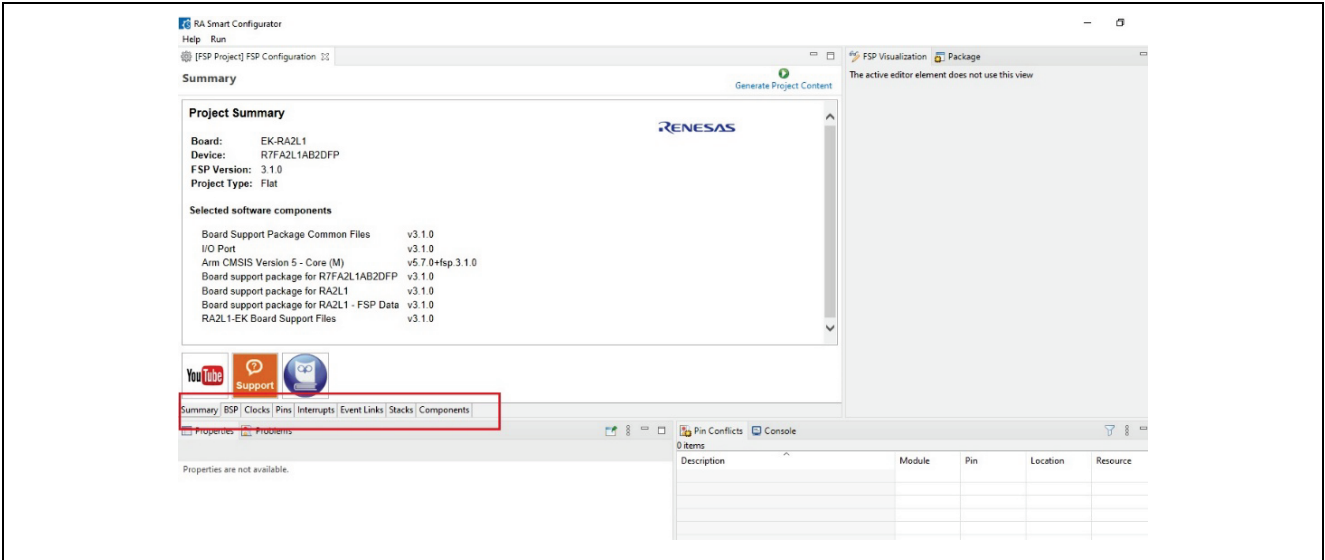 RA Smart Configurator
Help Run
[FSP Project] FSP Configuration
Summary
Generate Project Content
Project Summary
RENESAS
Board: EK-RA2L1
Device: R7FA2L1AB2DFP
FSP Version: 3.1.0
Project Type: Flat
Selected software components
Board Support Package Common Files v3.1.0
I/O Port v3.1.0
Arm CMSIS Version 5 - Core (M) v5.7.0+fsp.3.1.0
Board support package for R7FA2L1AB2DFP v3.1.0
Board support package for RA2L1 v3.1.0
Board support package for RA2L1 - FSP Data v3.1.0
RA2L1-EK Board Support Files v3.1.0
YouTube
Support
Summary BSP Clocks Pins Interrupts Event Links Stacks Components
FSP Visualization Package
The active editor element does not use this view
Properties Problems
Properties are not available.
Pin Conflicts Console
0 items
Description Module Pin Location Resource